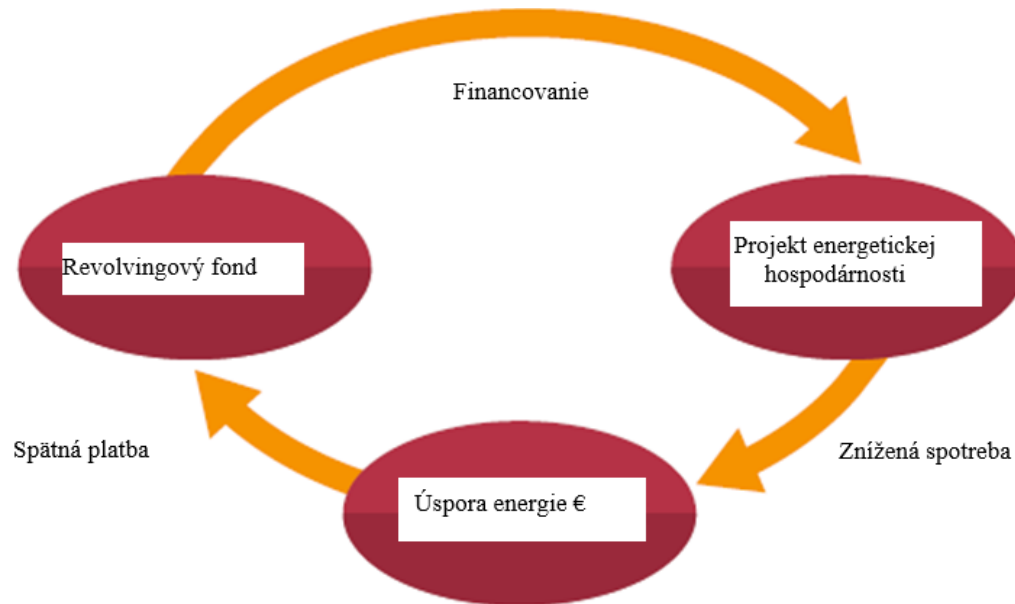 Financovanie
Revolvingový fond
Projekt energetickej
hospodárnosti
Spätná platba
Znížená spotreba
Úspora energie €